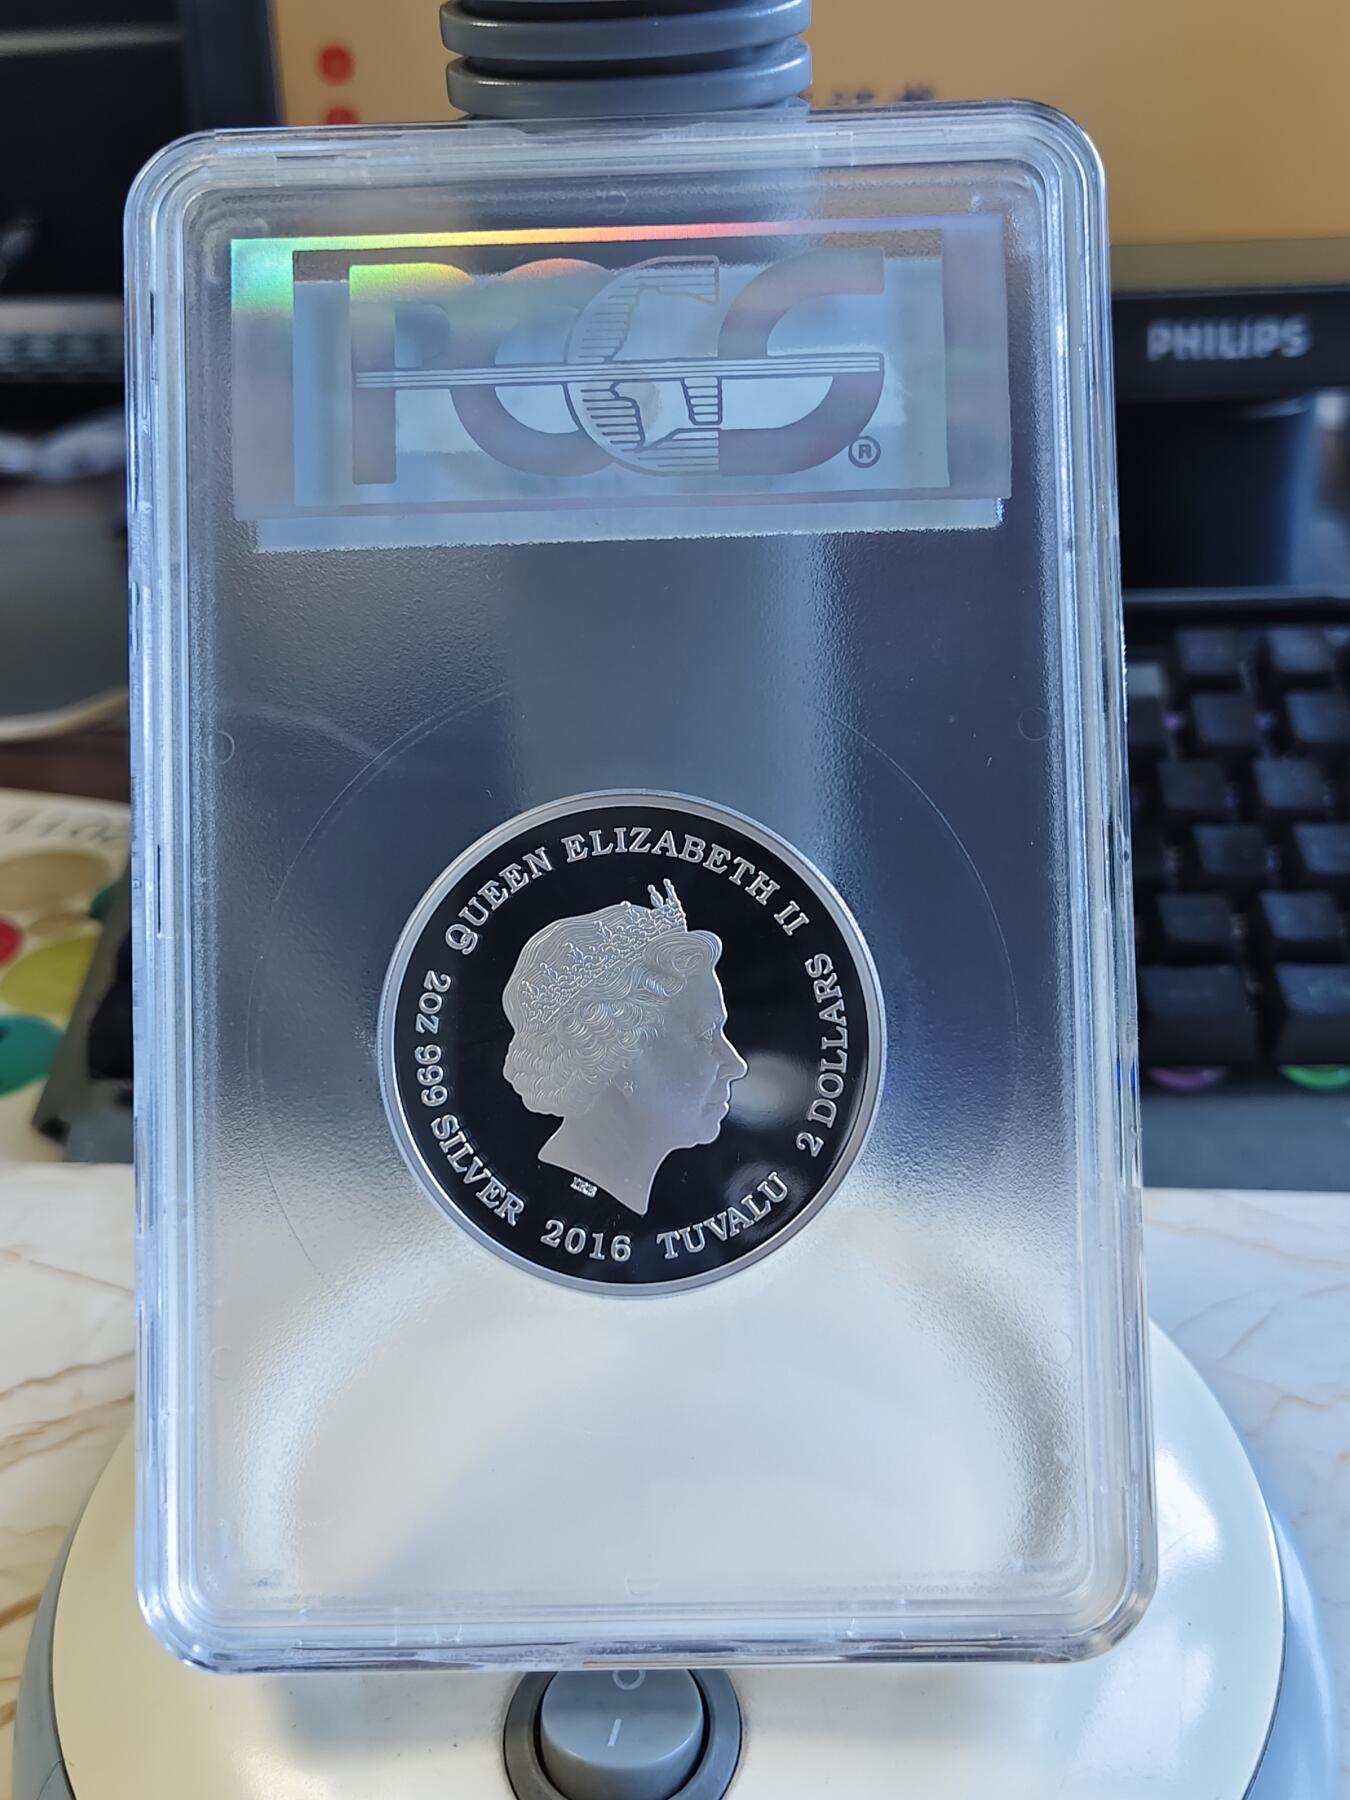 PCGS
®
PHILIPS
QUEEN ELIZABETH II
2 DOLLARS
2OZ 999 SILVER
2016
TUVALU
IRB